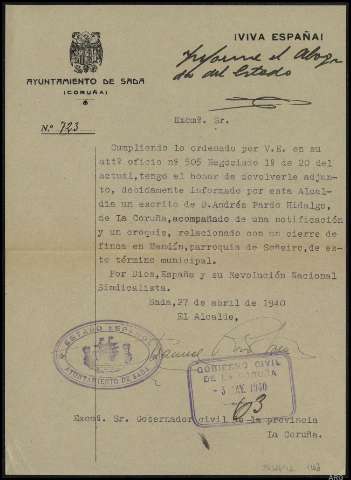 ¡VIVA ESPAÑA!
Informe el Aboga
do del Estado
AYUNTAMIENTO DE SADA
(CORUÑA)
N.º 723
Excmº. Sr.
Cumpliendo lo ordenado por V.E. en su
attº oficio nº 505 Negociado 1º de 20 del
actual, tengo el honor de devolverle adjun-
to, debidamente informado por esta Alcal-
día un escrito de D. Andrés Pardo Hidalgo,
de La Coruña, acompañado de una notificación
y un croquis, relacionado con un cierre de
finca en Mondín, parroquia de Soñeiro, de es-
te término municipal.
Por Dios, España y su Revolución Nacional
Sindicalista.
Sada, 27 de abril de 1940
El Alcalde,
ESTADO ESPAÑOL
AYUNTAMIENTO DE SADA
GOBIERNO CIVIL
DE LA CORUÑA
1940
Excmº. Sr. Gobernador civil de la provincia
La Coruña.
ARG